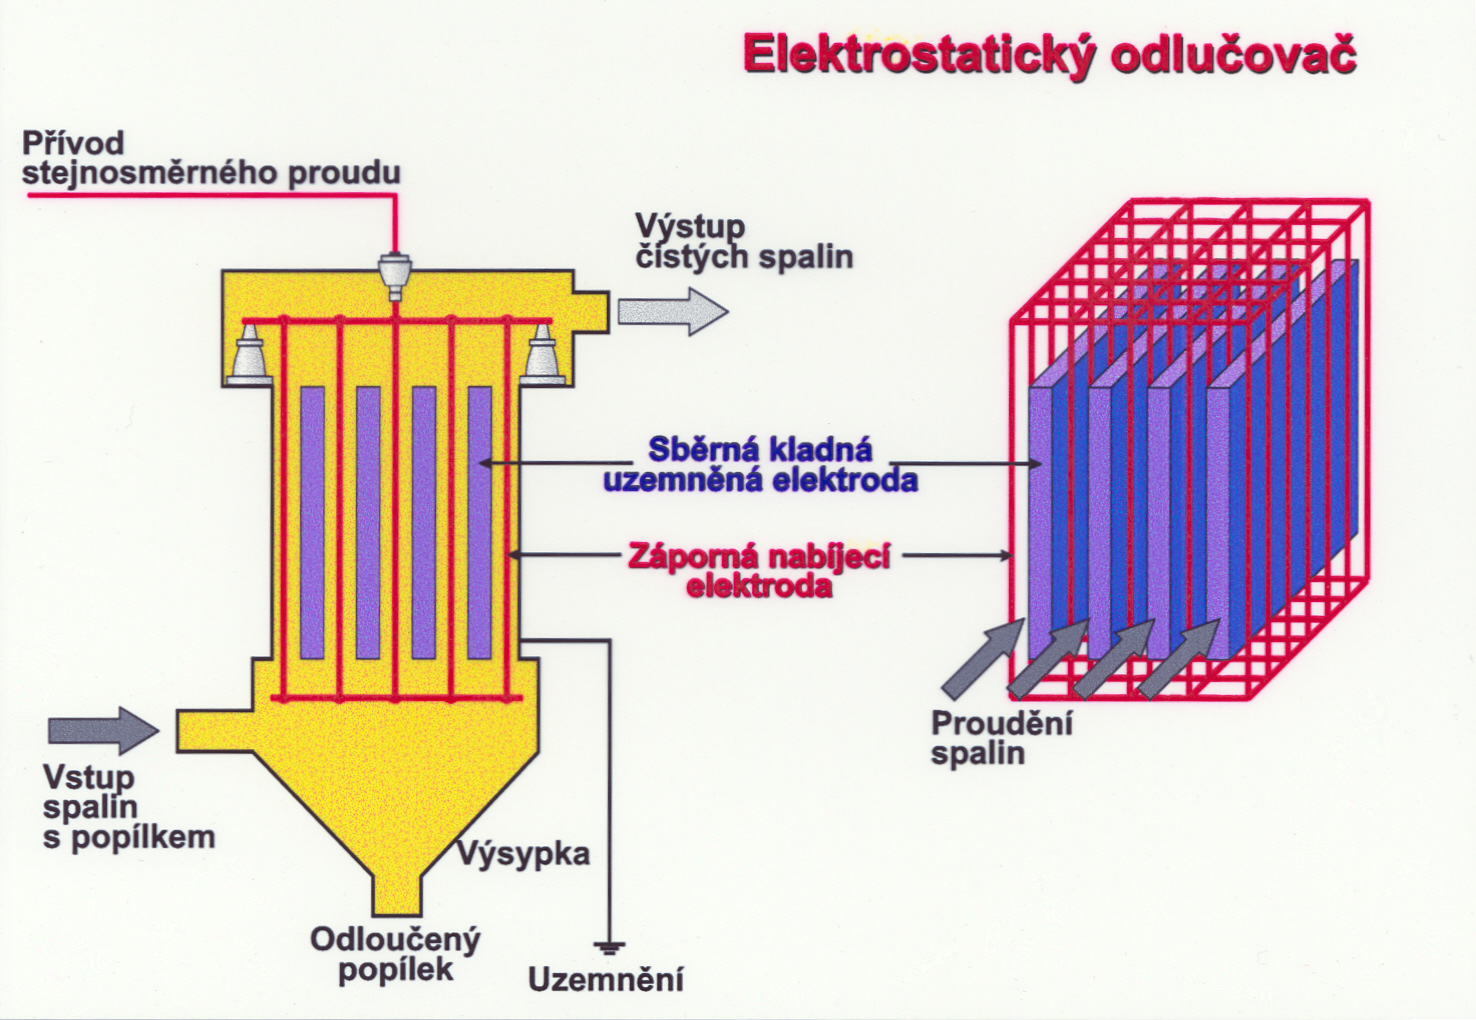 Elektrostatický odlučovač
Přívod
stejnosměrného proudu
Výstup
čistých spalin
Sběrná kladná
uzemněná elektroda
Záporná nabíjecí
elektroda
Proudění
spalin
Vstup
spalin
s popílkem
Výsypka
Odloučený
popílek
Uzemnění